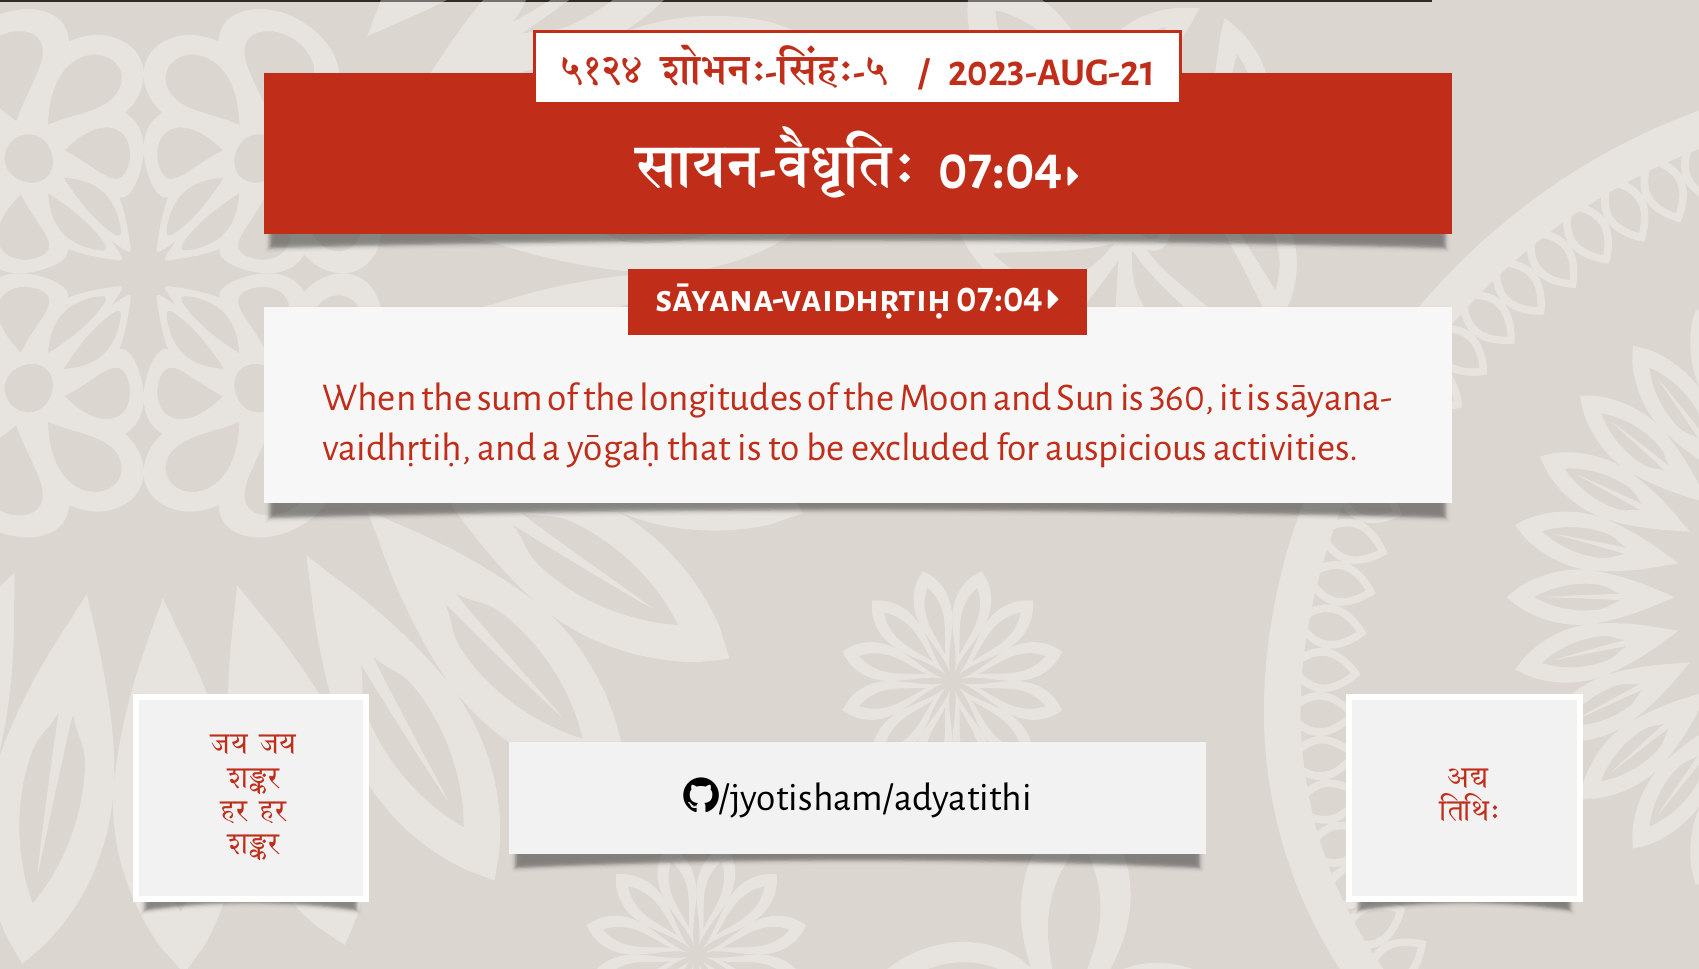 ५१२४ शोभनः-सिंहः-५ / 2023-AUG-21
सायन-वैधृतिः 07:04▸
SĀYANA-VAIDHṚTIḤ 07:04▸
When the sum of the longitudes of the Moon and Sun is 360, it is sāyana-
vaidhṛtiḥ, and a yōgaḥ that is to be excluded for auspicious activities.
जय जय
शङ्कर
हर हर
शङ्कर
/jyotisham/adyatithi
अद्य
तिथिः